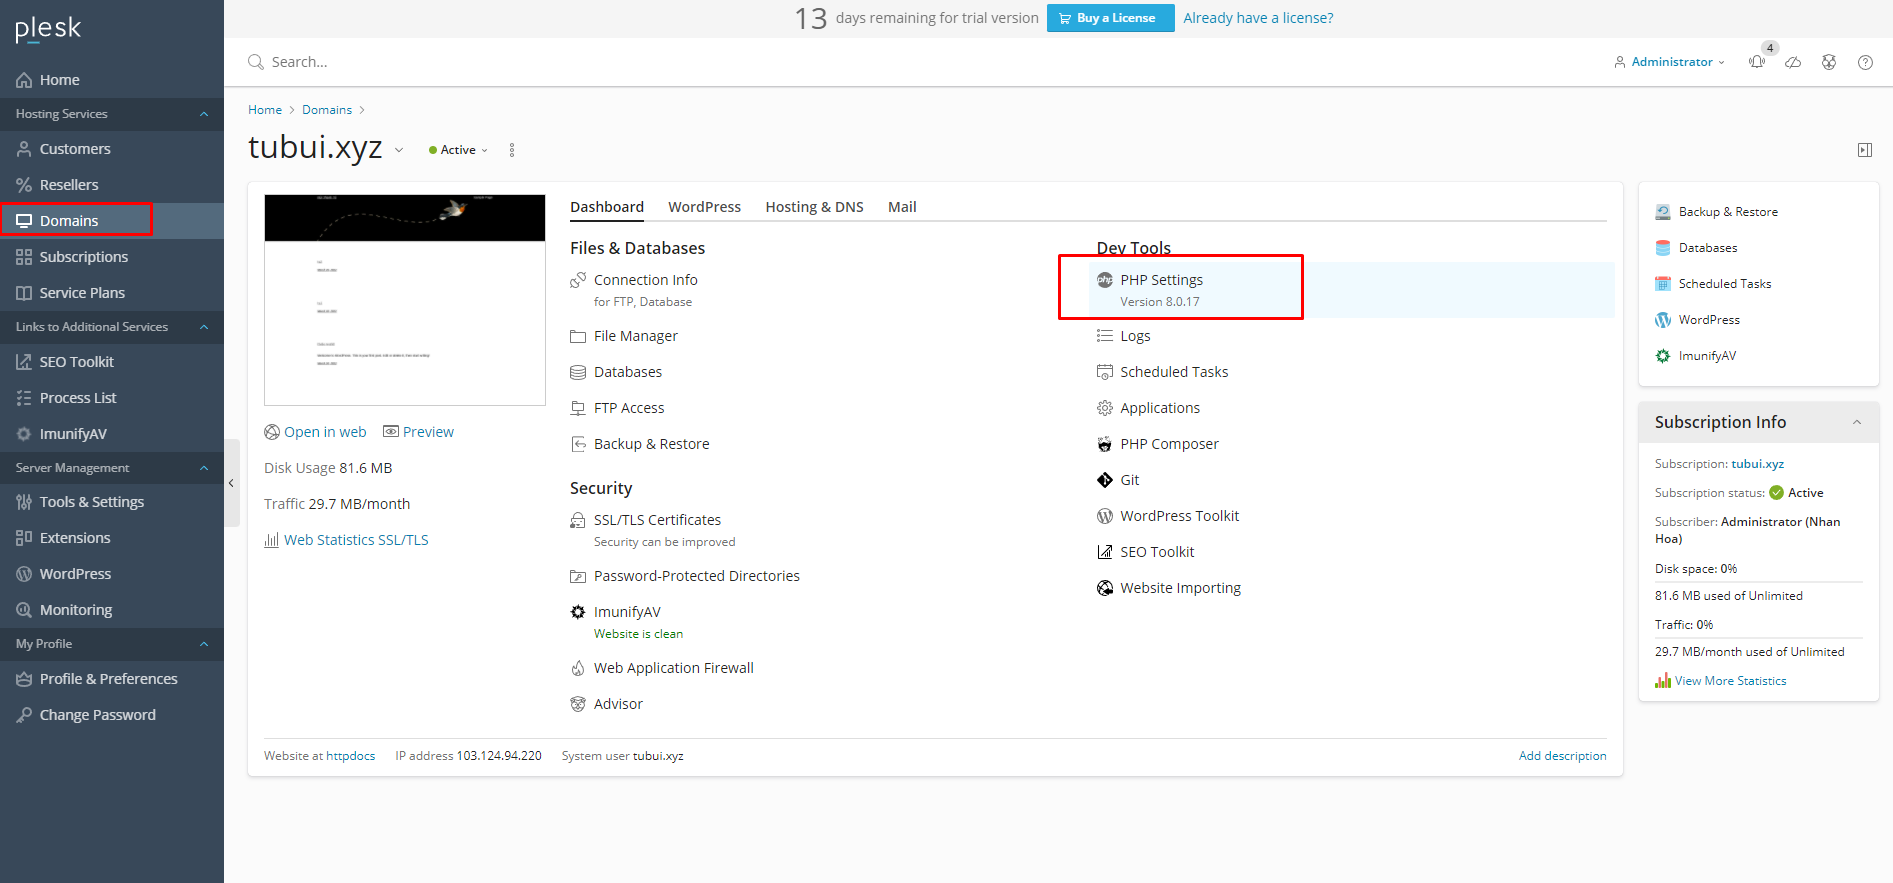 plesk
13 days remaining for trial version Buy a License Already have a license?
Search...
Administrator
4
Home
Hosting Services
Customers
Resellers
Domains
Subscriptions
Service Plans
Links to Additional Services
SEO Toolkit
Process List
ImunifyAV
Server Management
Tools & Settings
Extensions
WordPress
Monitoring
My Profile
Profile & Preferences
Change Password
Home > Domains >
tubui.xyz
Active
Open in web Preview
Disk Usage 81.6 MB
Traffic 29.7 MB/month
Web Statistics SSL/TLS
Dashboard WordPress Hosting & DNS Mail
Files & Databases
Connection Info
for FTP, Database
File Manager
Databases
FTP Access
Backup & Restore
Security
SSL/TLS Certificates
Security can be improved
Password-Protected Directories
ImunifyAV
Website is clean
Web Application Firewall
Advisor
Dev Tools
php PHP Settings
Version 8.0.17
Logs
Scheduled Tasks
Applications
PHP Composer
Git
WordPress Toolkit
SEO Toolkit
Website Importing
Website at httpdocs IP address 103.124.94.220 System user tubui.xyz Add description
Backup & Restore
Databases
Scheduled Tasks
WordPress
ImunifyAV
Subscription Info
Subscription: tubui.xyz
Subscription status: Active
Subscriber: Administrator (Nhan
Hoa)
Disk space: 0%
81.6 MB used of Unlimited
Traffic: 0%
29.7 MB/month used of Unlimited
View More Statistics